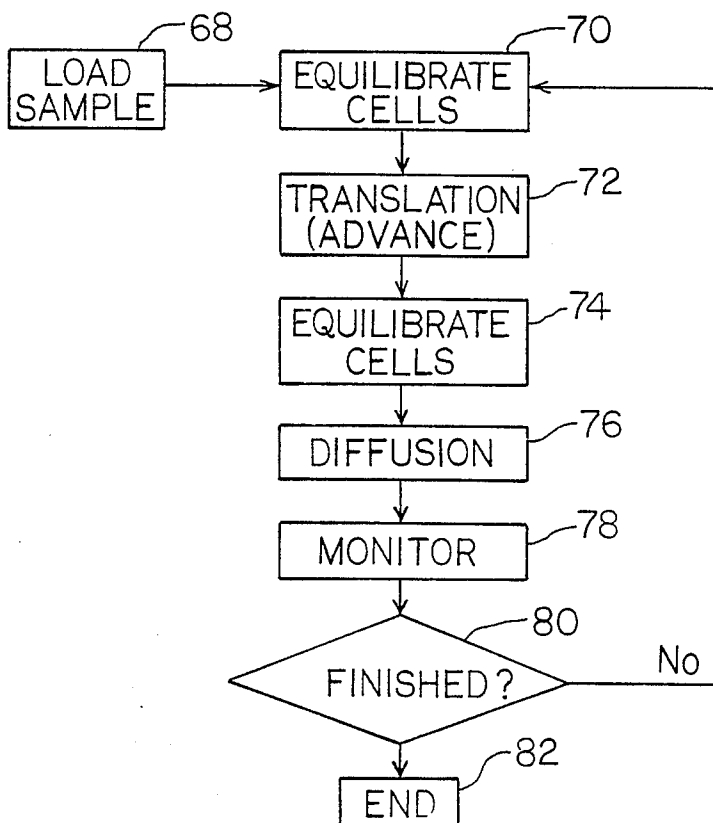 68
LOAD
SAMPLE
70
EQUILIBRATE
CELLS
72
TRANSLATION
(ADVANCE)
74
EQUILIBRATE
CELLS
76
DIFFUSION
78
MONITOR
80
FINISHED?
No
82
END